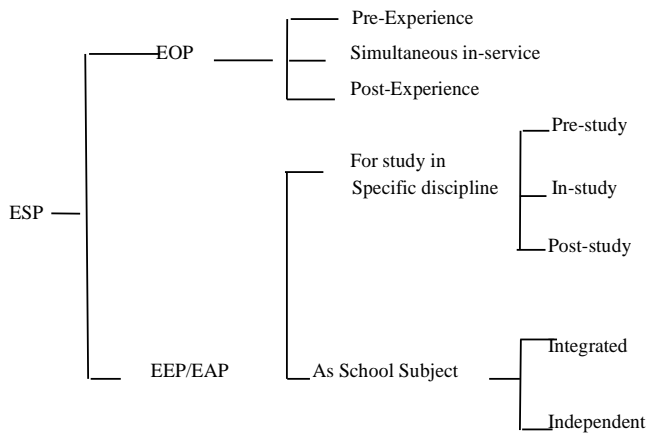 Pre-Experience
EOP
Simultaneous in-service
Post-Experience
Pre-study
For study in
Specific discipline
In-study
ESP
Post-study
Integrated
EEP/EAP
As School Subject
Independent